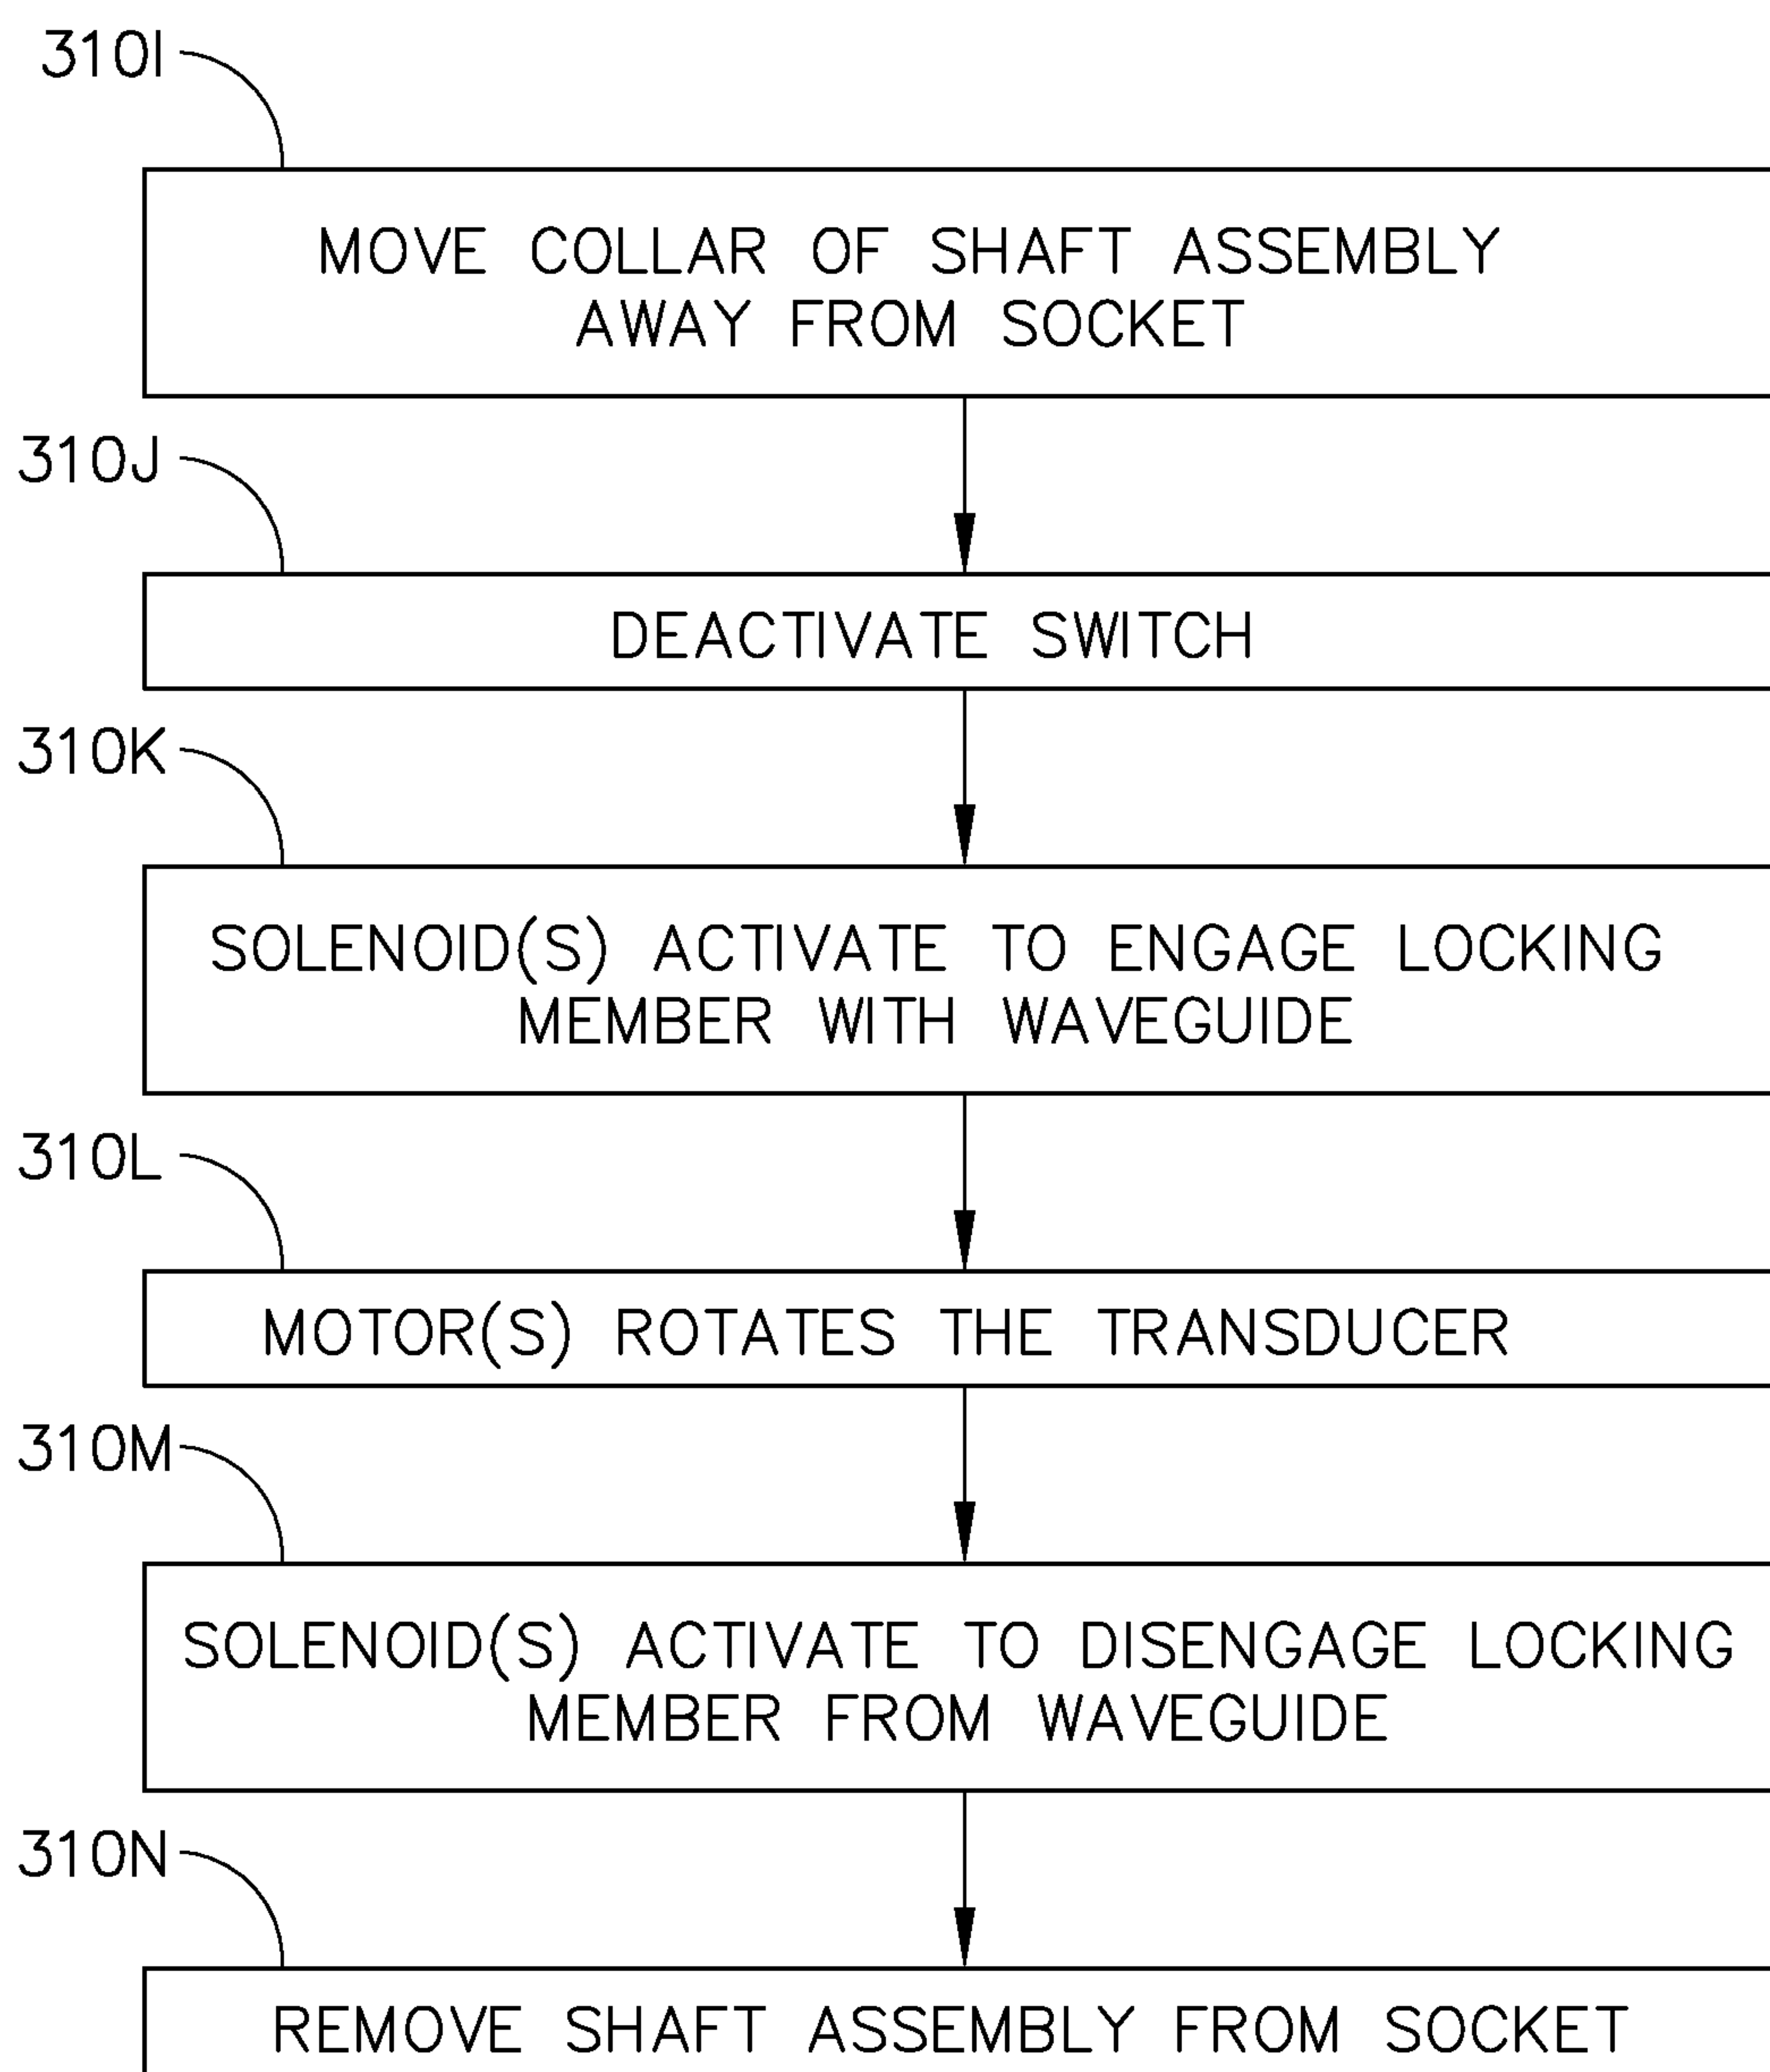 310I
MOVE COLLAR OF SHAFT ASSEMBLY
AWAY FROM SOCKET
310J
DEACTIVATE SWITCH
310K
SOLENOID(S) ACTIVATE TO ENGAGE LOCKING
MEMBER WITH WAVEGUIDE
310L
MOTOR(S) ROTATES THE TRANSDUCER
310M
SOLENOID(S) ACTIVATE TO DISENGAGE LOCKING
MEMBER FROM WAVEGUIDE
310N
REMOVE SHAFT ASSEMBLY FROM SOCKET